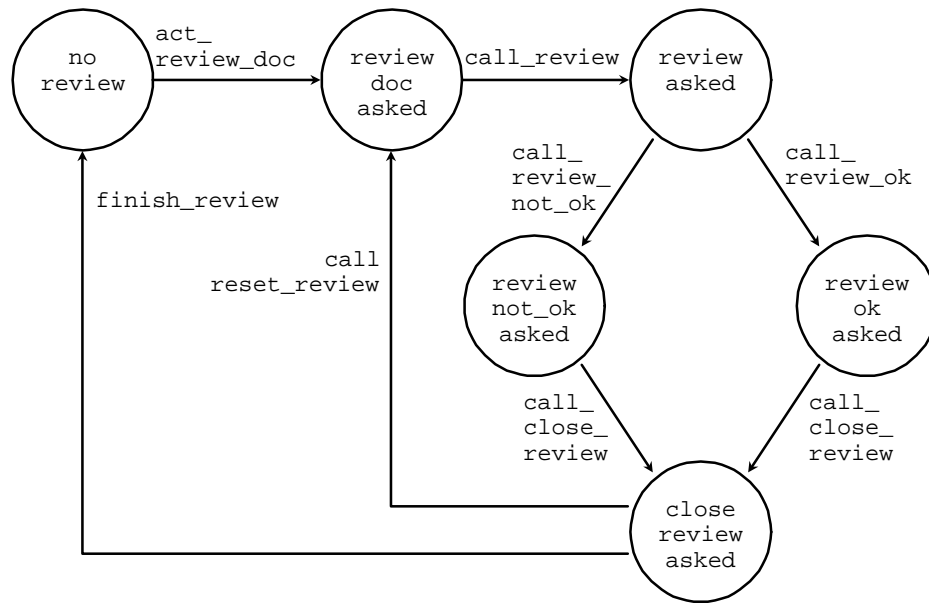 no
review
act_
review_doc
review
doc
asked
call_review
review
asked
call_
review_
not_ok
call_
review_ok
finish_review
call
reset_review
review
not_ok
asked
review
ok
asked
call_
close_
review
call_
close_
review
close
review
asked